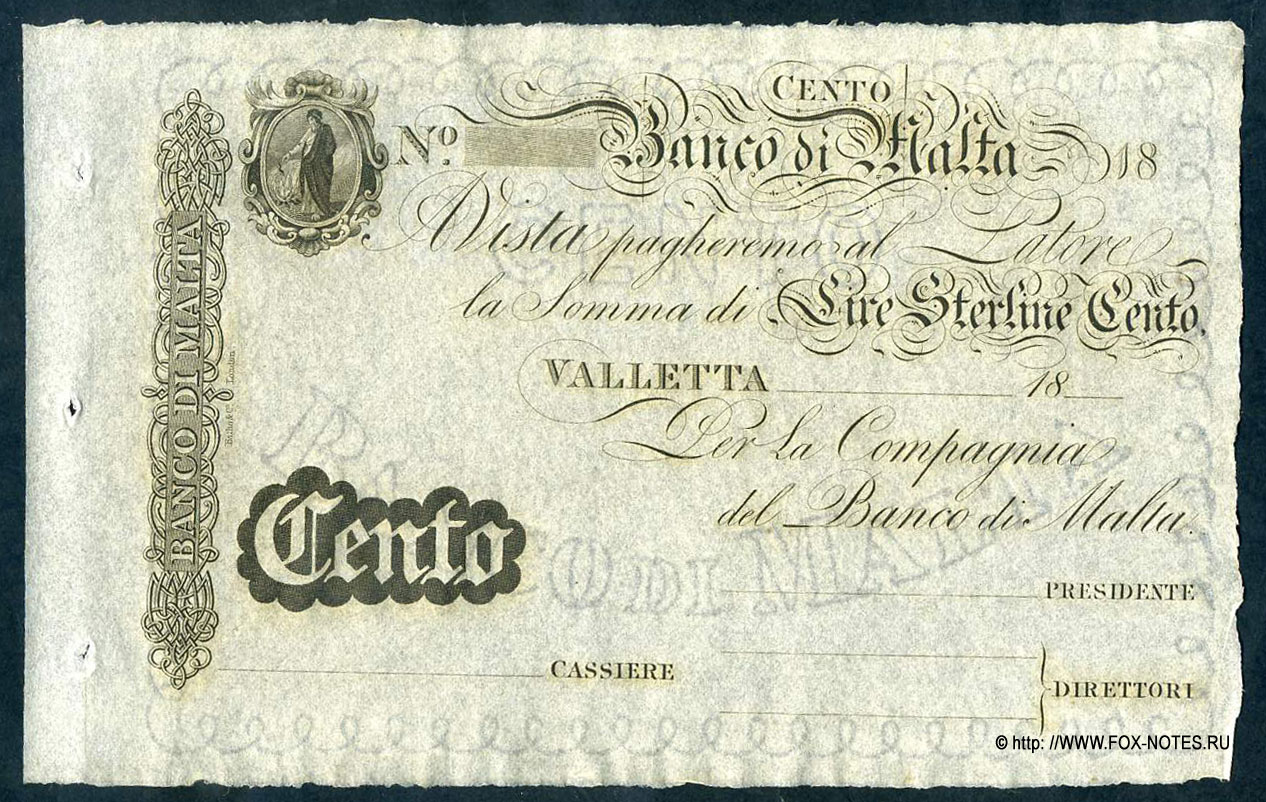 CENTO
Nº. Banco di Malta 18
A Vista pagheremo al Latore
la Somma di Lire Sterline Cento.
VALLETTA 18
Per la Compagnia
del Banco di Malta.
BANCO DI MALTA
London
Cento
PRESIDENTE
CASSIERE
DIRETTORI
© http: //WWW.FOX-NOTES.RU